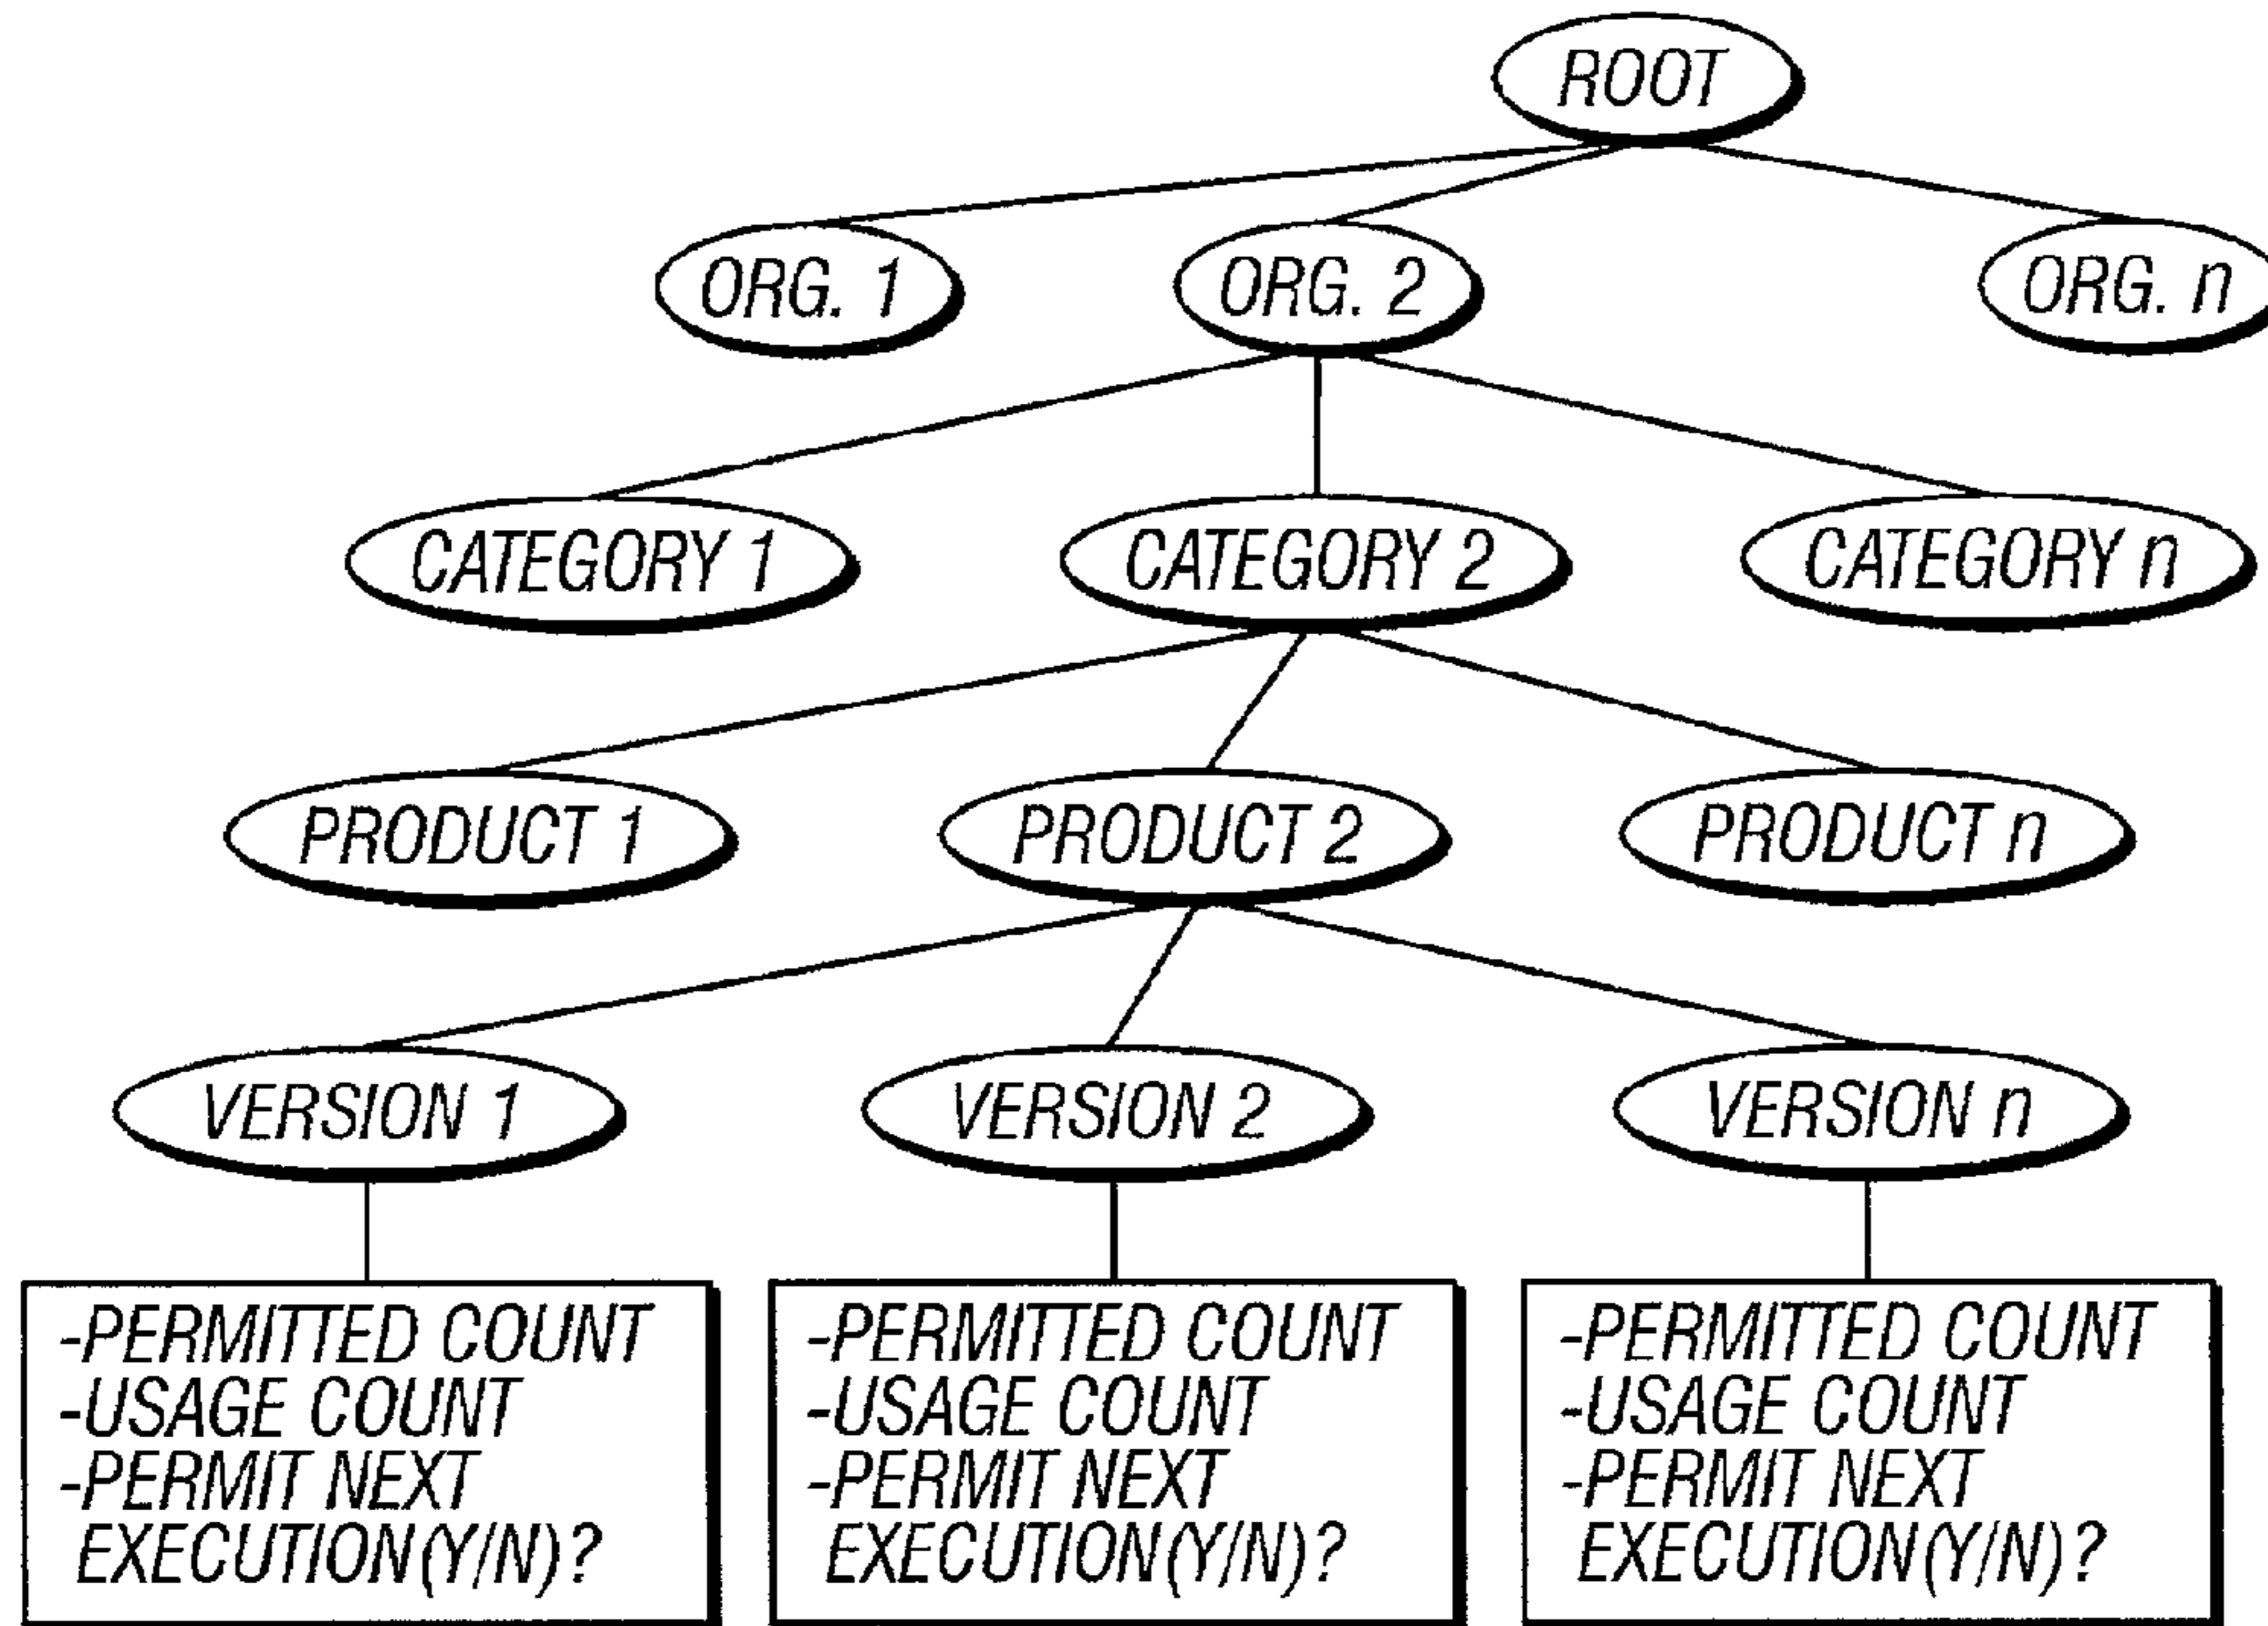 ROOT
ORG. 1
ORG. 2
ORG. n
CATEGORY 1
CATEGORY 2
CATEGORY n
PRODUCT 1
PRODUCT 2
PRODUCT n
VERSION 1
VERSION 2
VERSION n
-PERMITTED COUNT
-USAGE COUNT
-PERMIT NEXT
EXECUTION(Y/N)?
-PERMITTED COUNT
-USAGE COUNT
-PERMIT NEXT
EXECUTION(Y/N)?
-PERMITTED COUNT
-USAGE COUNT
-PERMIT NEXT
EXECUTION(Y/N)?